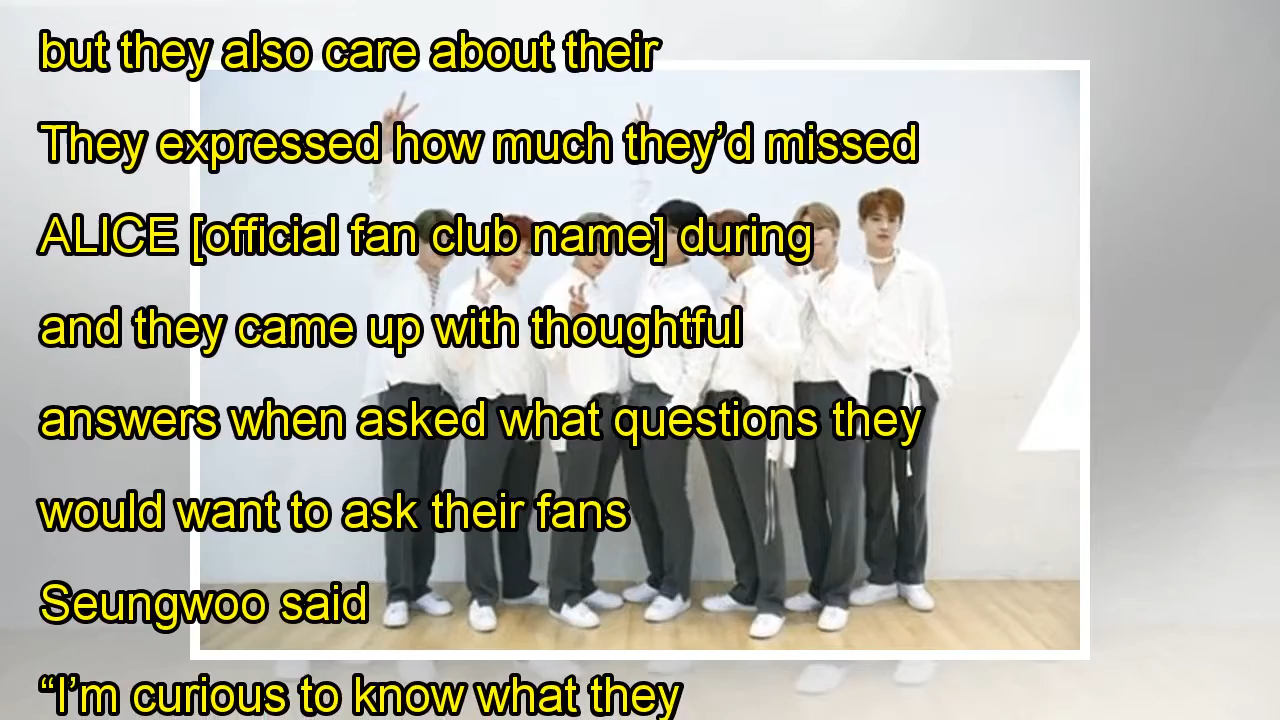 but they also care about their
They expressed how much they’d missed
ALICE [official fan club name] during
and they came up with thoughtful
answers when asked what questions they
would want to ask their fans
Seungwoo said
“I’m curious to know what they